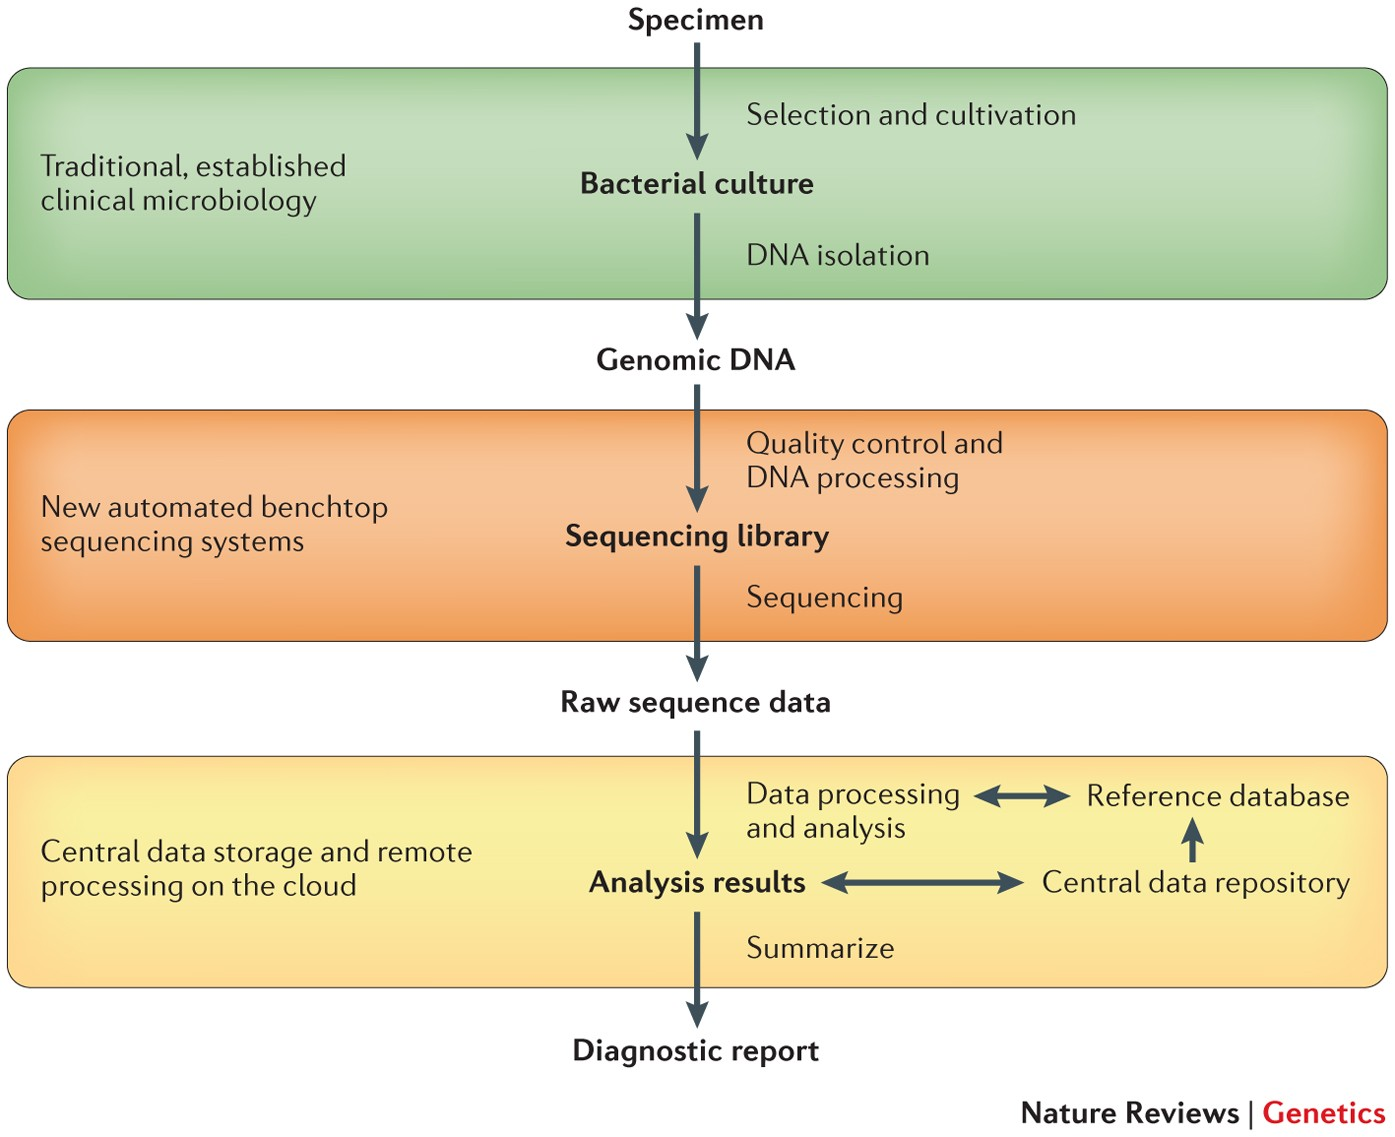 Specimen
Selection and cultivation
Traditional, established
clinical microbiology
Bacterial culture
DNA isolation
Genomic DNA
Quality control and
DNA processing
New automated benchtop
sequencing systems
Sequencing library
Sequencing
Raw sequence data
Data processing
and analysis
Reference database
Central data storage and remote
processing on the cloud
Analysis results
Central data repository
Summarize
Diagnostic report
Nature Reviews | Genetics